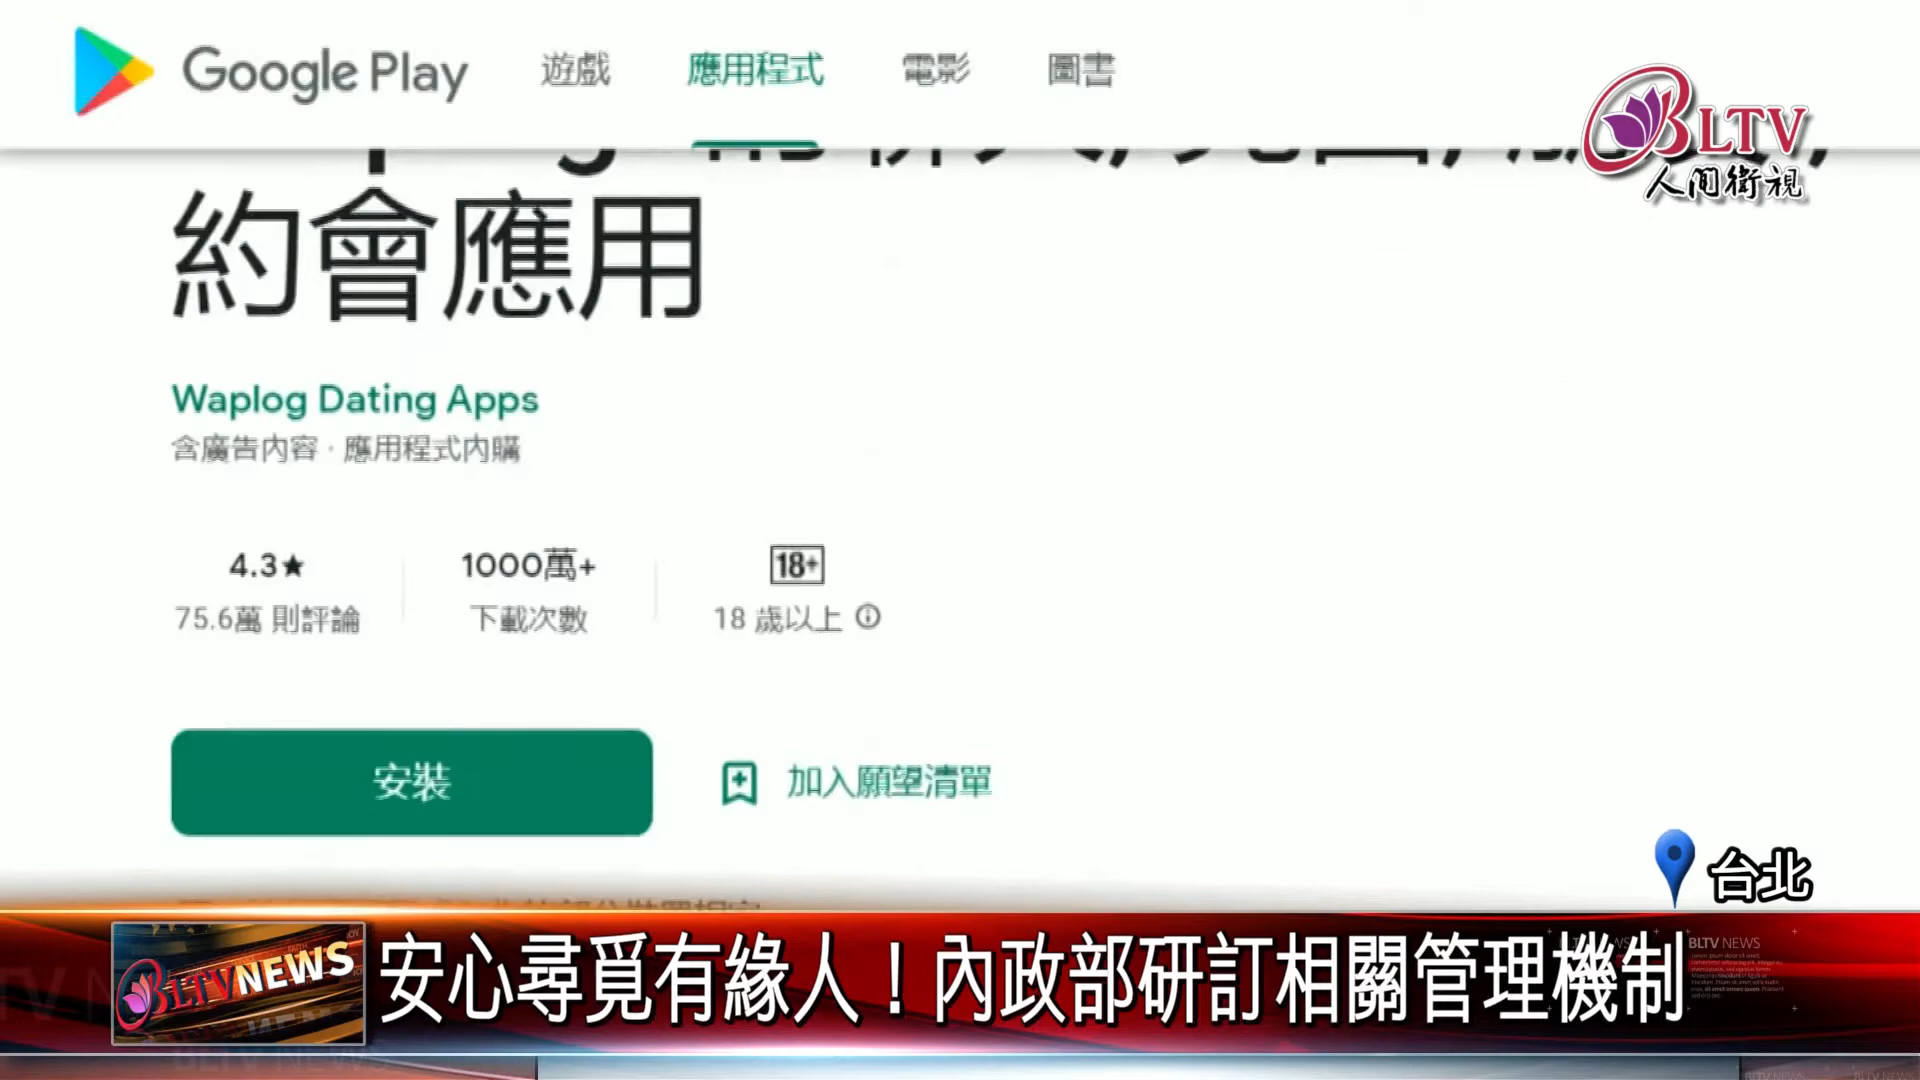 Google Play 遊戲 應用程式 電影 圖書
BLTV
人間衛視
約會應用
Waplog Dating Apps
含廣告內容 · 應用程式內購
4.3★ 1000萬+ 18+
75.6萬 則評論 下載次數 18 歲以上
安裝 加入願望清單
台北
BLTV NEWS
安心尋覓有緣人！內政部研訂相關管理機制
BLTV NEWS